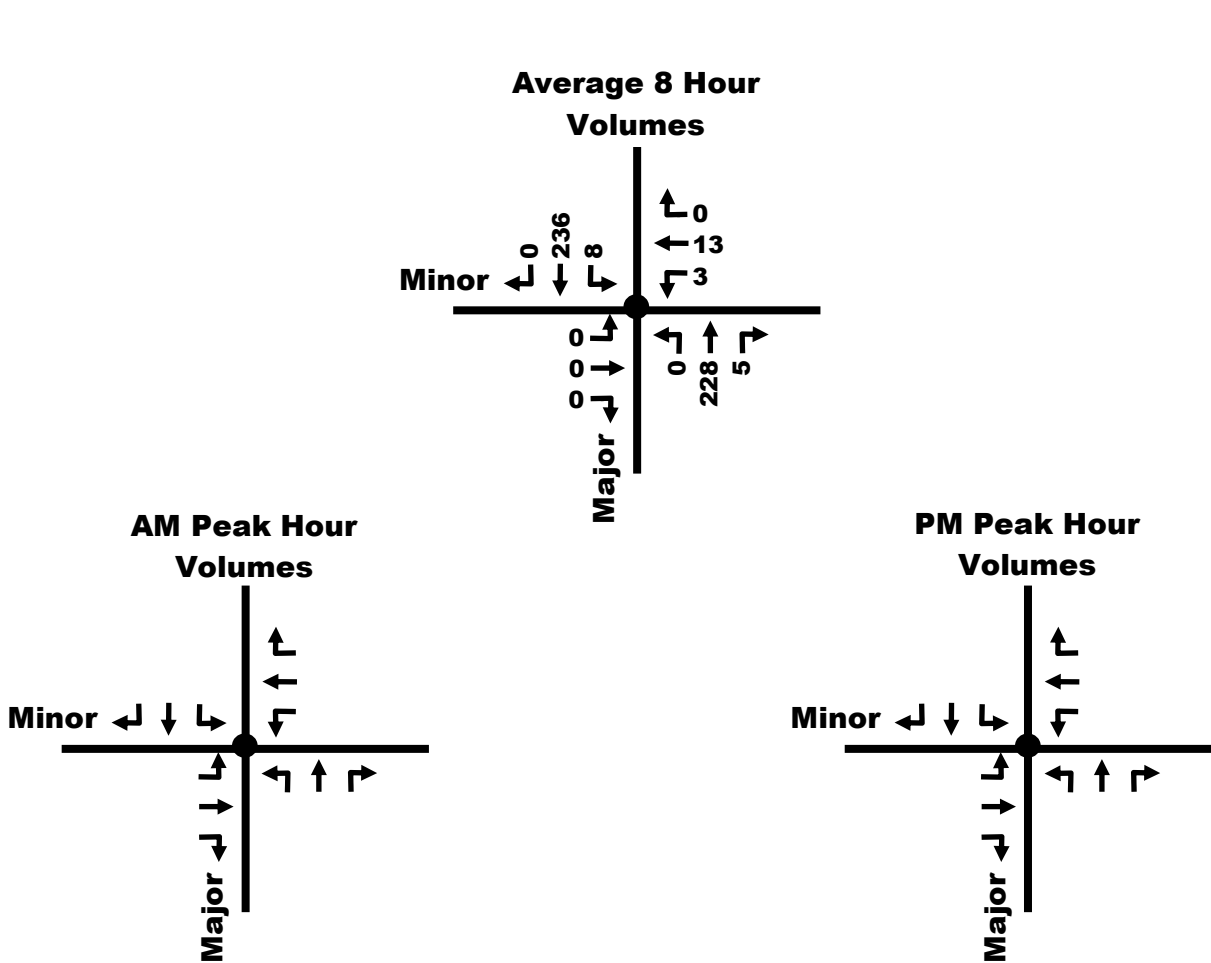 Average 8 Hour
Volumes
0 236 8
0
13
3
Minor
0
0
0
0 228 5
Major
AM Peak Hour
Volumes
Minor
Major
PM Peak Hour
Volumes
Minor
Major